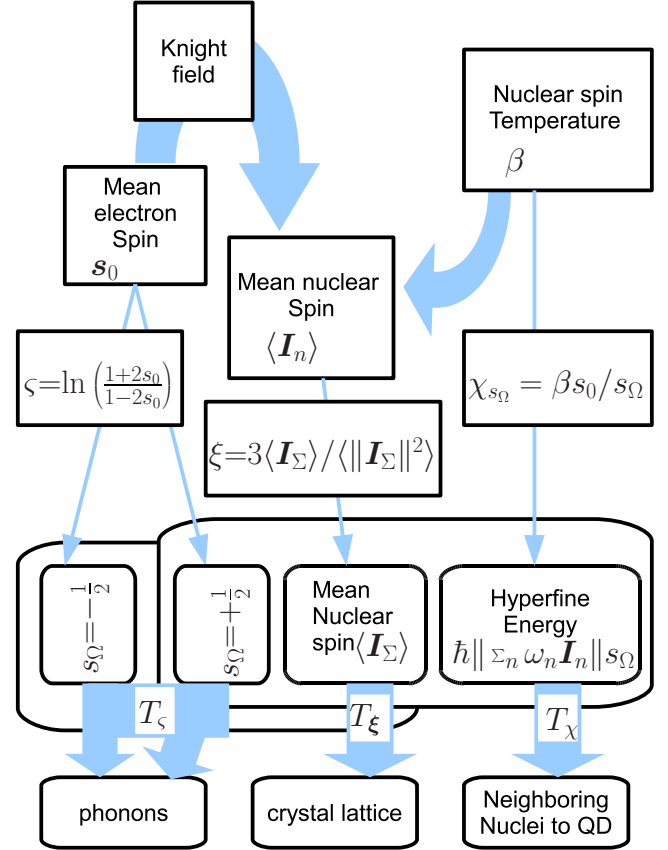 Knight
field
Nuclear spin
Temperature
β
Mean
electron
Spin
s₀
Mean nuclear
Spin
⟨Iₙ⟩
ς=ln((1+2s₀)/(1−2s₀))
χ_{s_Ω} = βs₀/s_Ω
ξ=3⟨I_Σ⟩/⟨‖I_Σ‖²⟩
s_Ω=−1/2
s_Ω=+1/2
Mean
Nuclear
spin⟨I_Σ⟩
Hyperfine
Energy
ħ‖Σₙ ωₙIₙ‖s_Ω
T_ς
T_ξ
T_χ
phonons
crystal lattice
Neighboring
Nuclei to QD